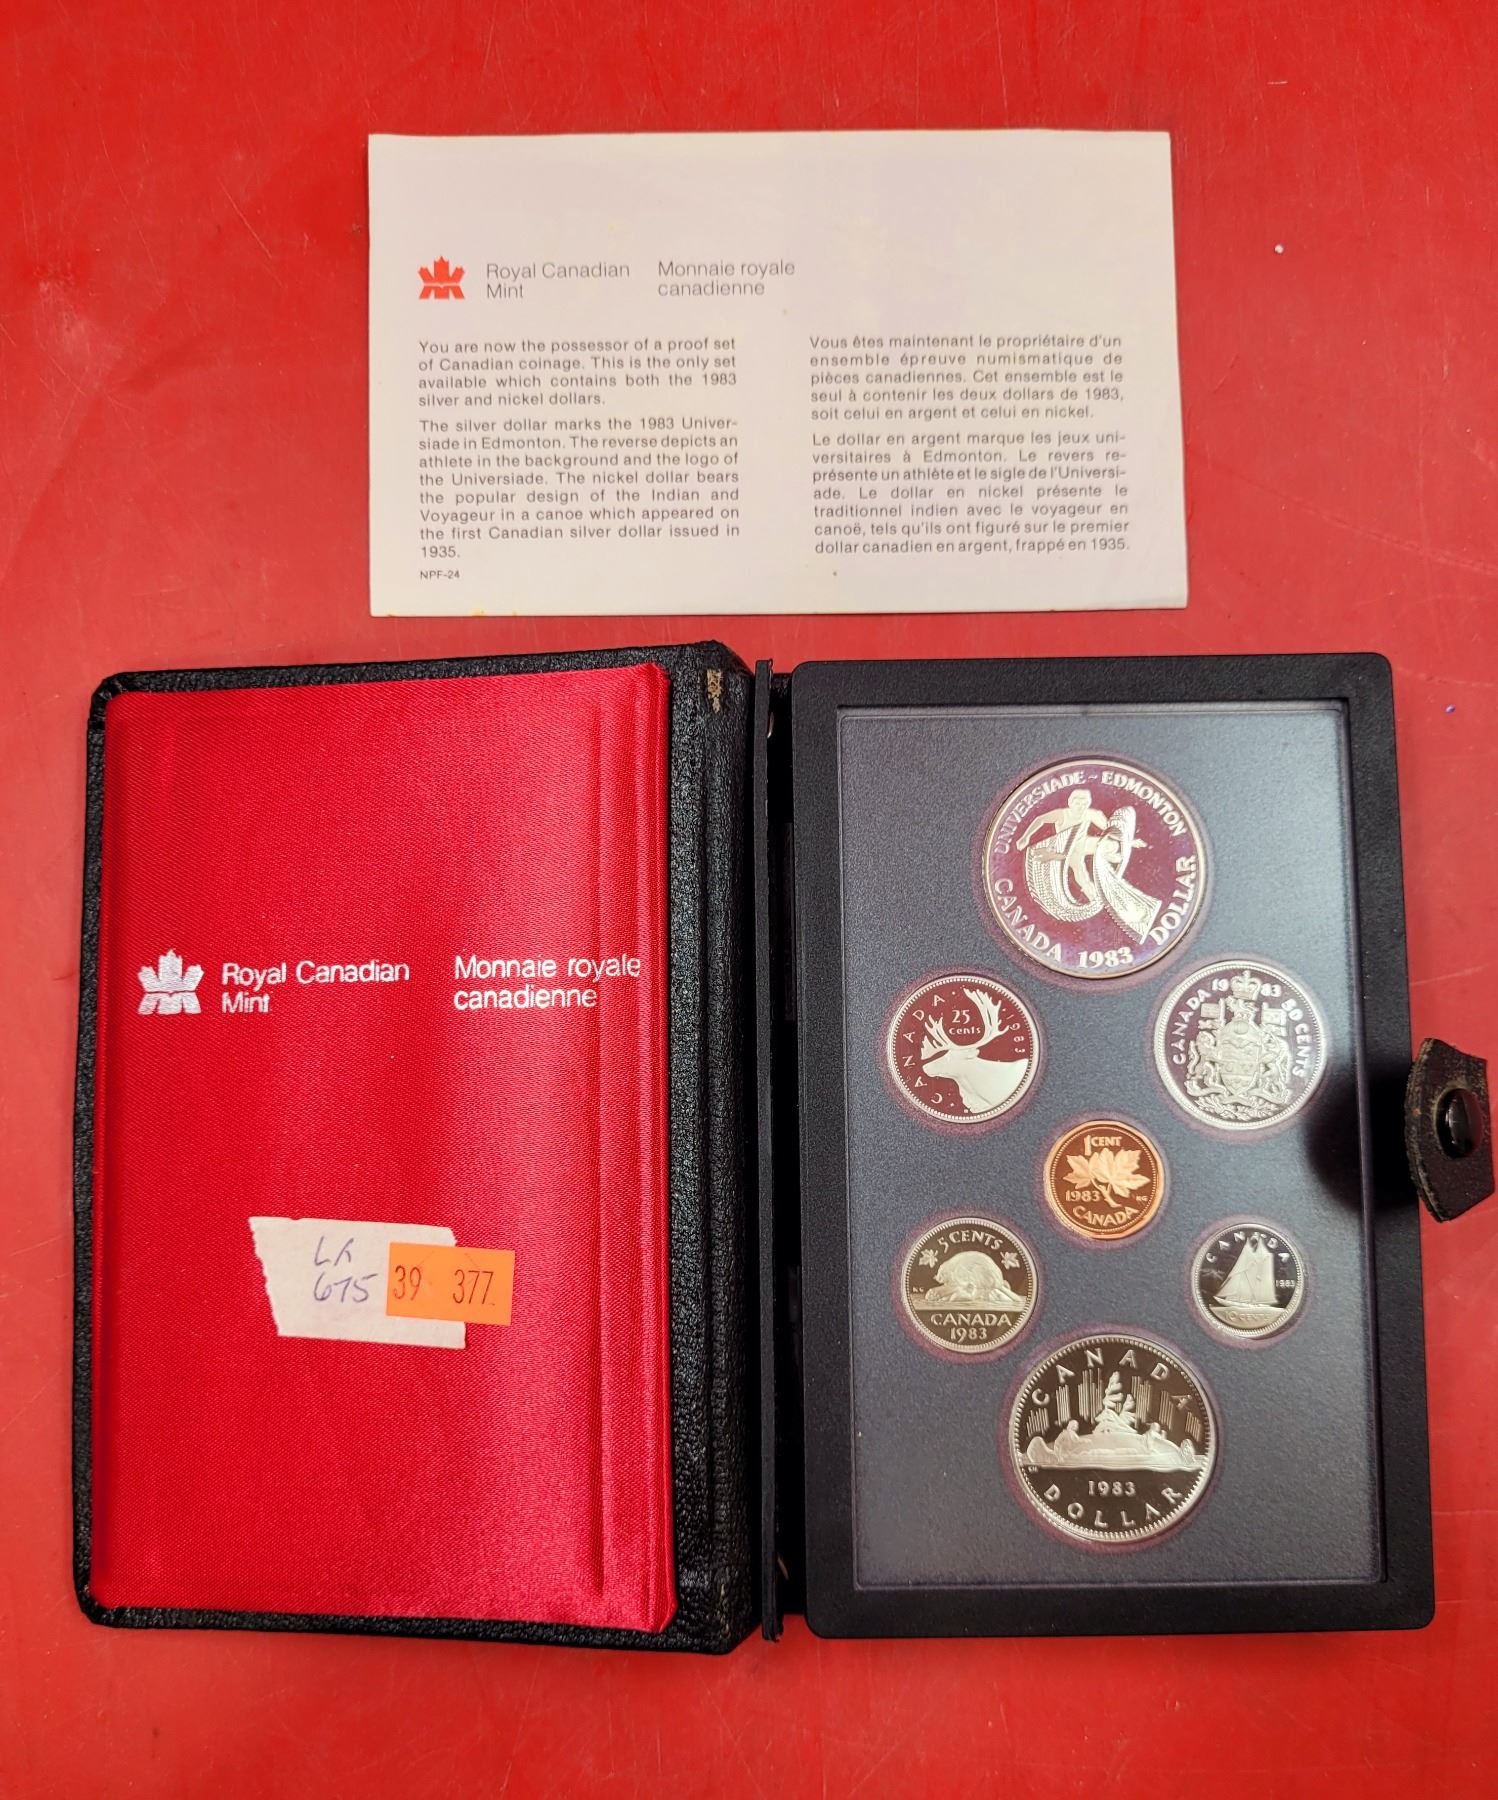 Royal Canadian
Mint
Monnaie royale
canadienne
You are now the possessor of a proof set
of Canadian coinage. This is the only set
available which contains both the 1983
silver and nickel dollars.
The silver dollar marks the 1983 Univer-
siade in Edmonton. The reverse depicts an
athlete in the background and the logo of
the Universiade. The nickel dollar bears
the popular design of the Indian and
Voyageur in a canoe which appeared on
the first Canadian silver dollar issued in
1935.
NPF-24
Vous êtes maintenant le propriétaire d'un
ensemble épreuve numismatique de
pièces canadiennes. Cet ensemble est le
seul à contenir les deux dollars de 1983,
soit celui en argent et celui en nickel.
Le dollar en argent marque les jeux uni-
versitaires à Edmonton. Le revers re-
présente un athlète et le sigle de l'Universi-
ade. Le dollar en nickel présente le
traditionnel indien avec le voyageur en
canoë, tels qu'ils ont figuré sur le premier
dollar canadien en argent, frappé en 1935.
Royal Canadian
Mint
Monnaie royale
canadienne
675
39 377
UNIVERSIADE ~ EDMONTON
CANADA 1983 DOLLAR
CANADA · 1983
25
cents
CANADA 1983 50 CENTS
1 CENT
1983 KG
CANADA
5 CENTS
KG
CANADA
1983
CANADA
1983
CANADA
1983
DOLLAR